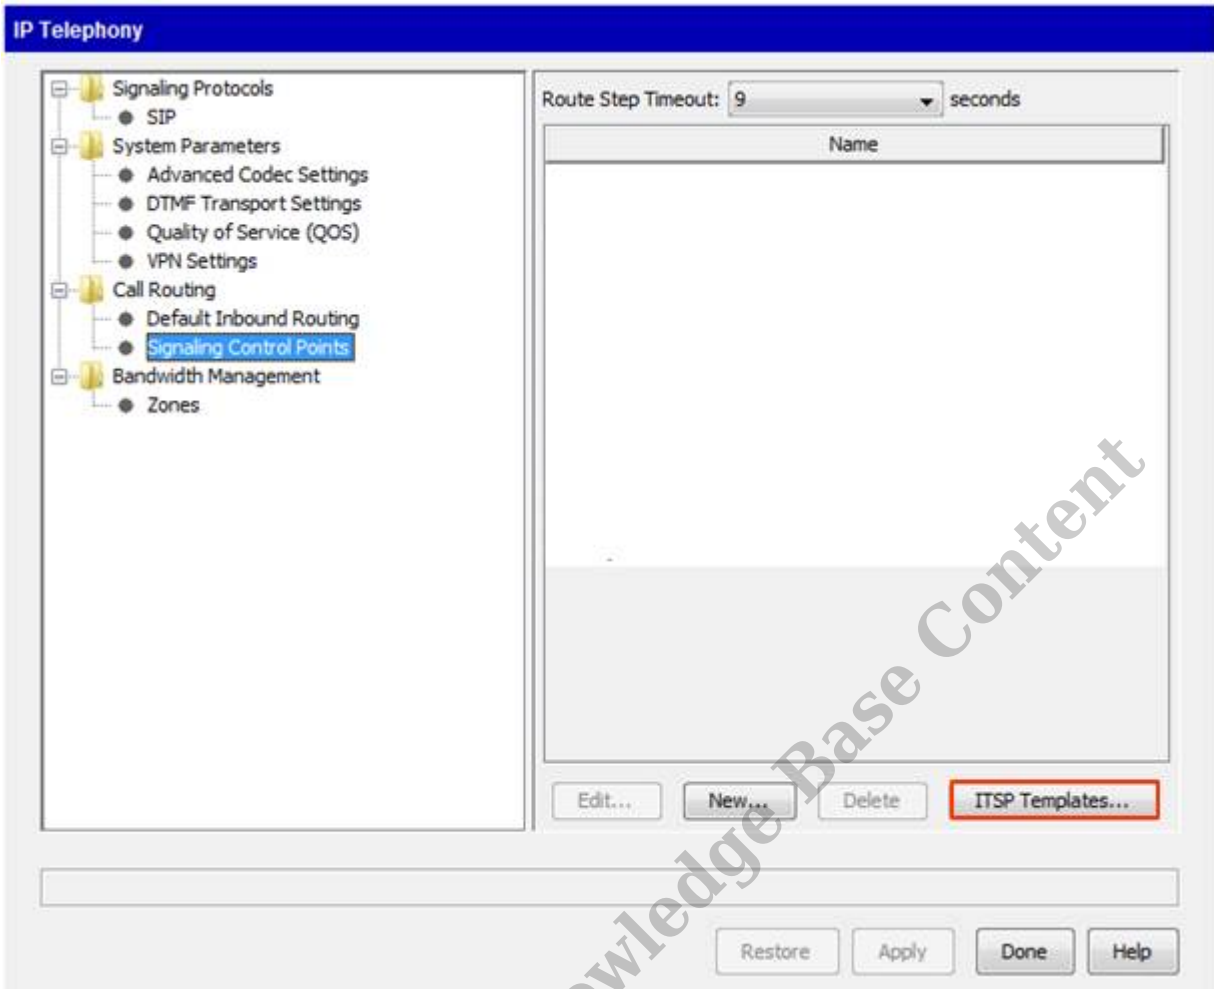 IP Telephony
Signaling Protocols
SIP
System Parameters
Advanced Codec Settings
DTMF Transport Settings
Quality of Service (QOS)
VPN Settings
Call Routing
Default Inbound Routing
Signaling Control Points
Bandwidth Management
Zones
Route Step Timeout: 9 seconds
Name
Edit... New... Delete ITSP Templates...
Restore Apply Done Help
Base Content